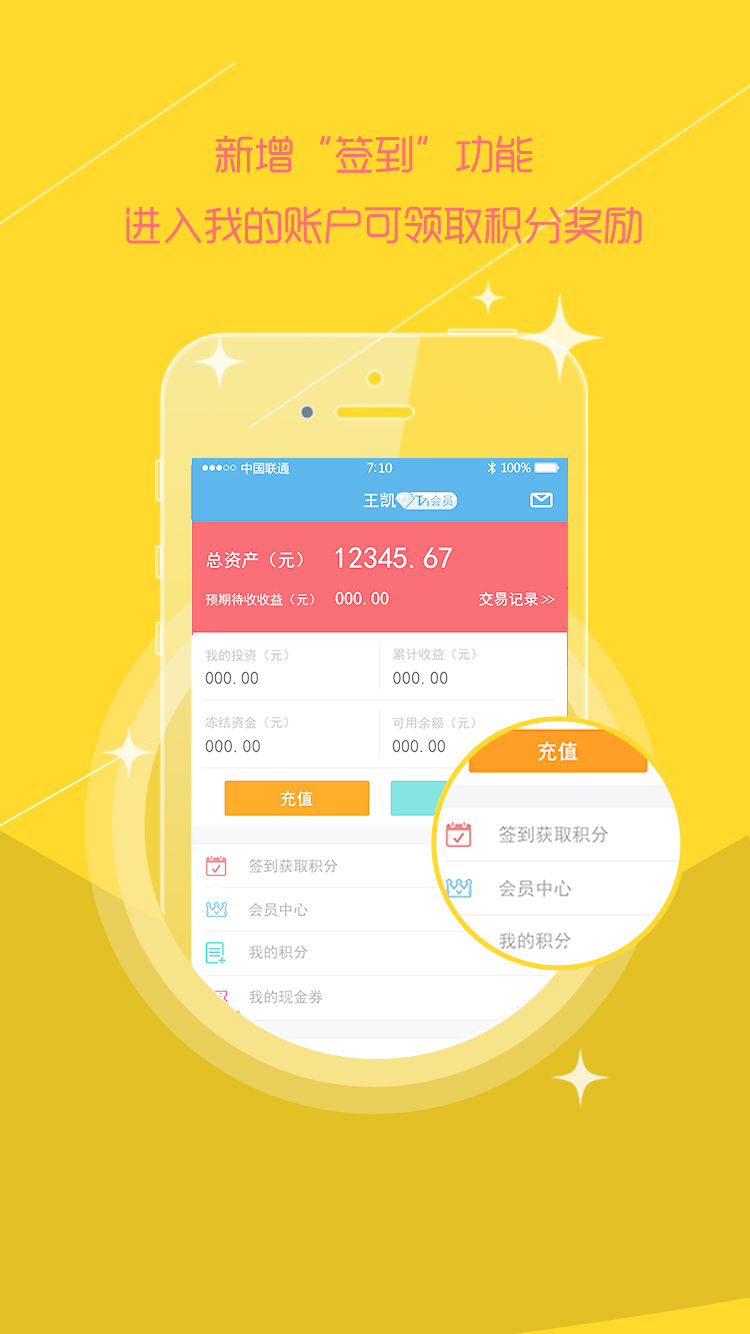 新增“签到”功能
进入我的账户可领取积分奖励
中国联通 7:10 100%
王凯 会员
总资产（元） 12345.67
预期待收收益（元） 000.00 交易记录>>
我的投资（元） 累计收益（元）
000.00 000.00
冻结资金（元） 可用余额（元）
000.00 000.00
充值
签到获取积分
会员中心
我的积分
我的现金券
充值
签到获取积分
会员中心
我的积分